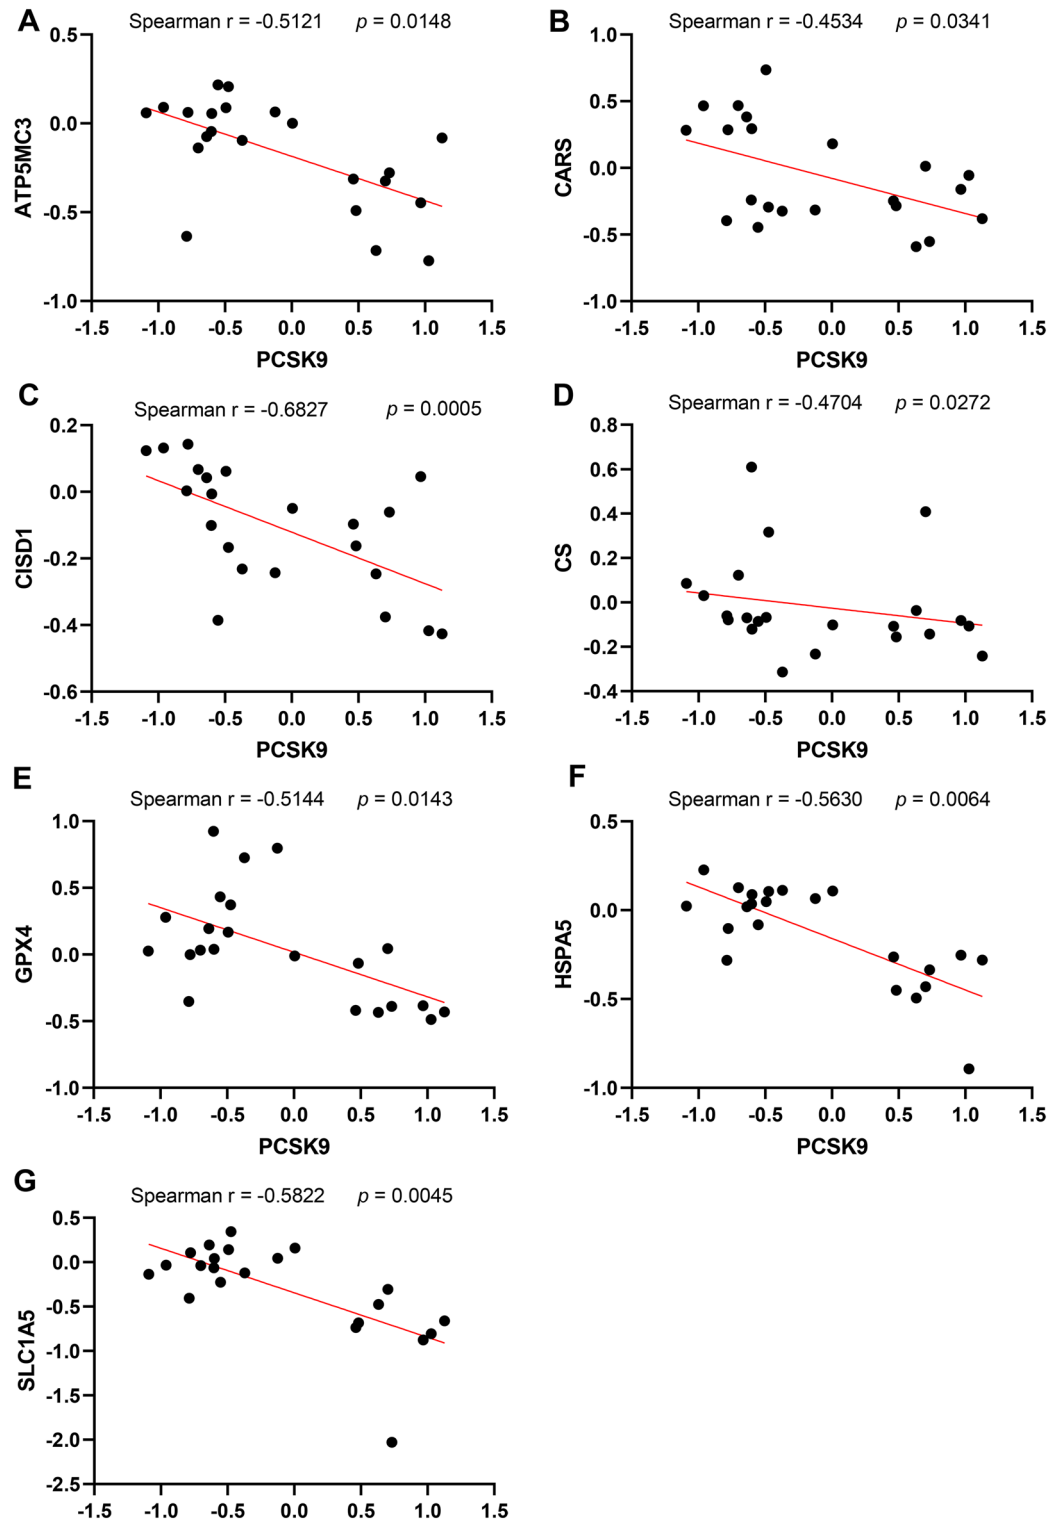 A
Spearman r = -0.5121 p = 0.0148
0.5
0.0
-0.5
-1.0
ATP5MC3
-1.5 -1.0 -0.5 0.0 0.5 1.0 1.5
PCSK9
B
Spearman r = -0.4534 p = 0.0341
1.0
0.5
0.0
-0.5
-1.0
CARS
-1.5 -1.0 -0.5 0.0 0.5 1.0 1.5
PCSK9
C
Spearman r = -0.6827 p = 0.0005
0.2
0.0
-0.2
-0.4
-0.6
CISD1
-1.5 -1.0 -0.5 0.0 0.5 1.0 1.5
PCSK9
D
Spearman r = -0.4704 p = 0.0272
0.8
0.6
0.4
0.2
0.0
-0.2
-0.4
CS
-1.5 -1.0 -0.5 0.0 0.5 1.0 1.5
PCSK9
E
Spearman r = -0.5144 p = 0.0143
1.0
0.5
0.0
-0.5
-1.0
GPX4
-1.5 -1.0 -0.5 0.0 0.5 1.0 1.5
PCSK9
F
Spearman r = -0.5630 p = 0.0064
0.5
0.0
-0.5
-1.0
HSPA5
-1.5 -1.0 -0.5 0.0 0.5 1.0 1.5
PCSK9
G
Spearman r = -0.5822 p = 0.0045
0.5
0.0
-0.5
-1.0
-1.5
-2.0
-2.5
SLC1A5
-1.5 -1.0 -0.5 0.0 0.5 1.0 1.5